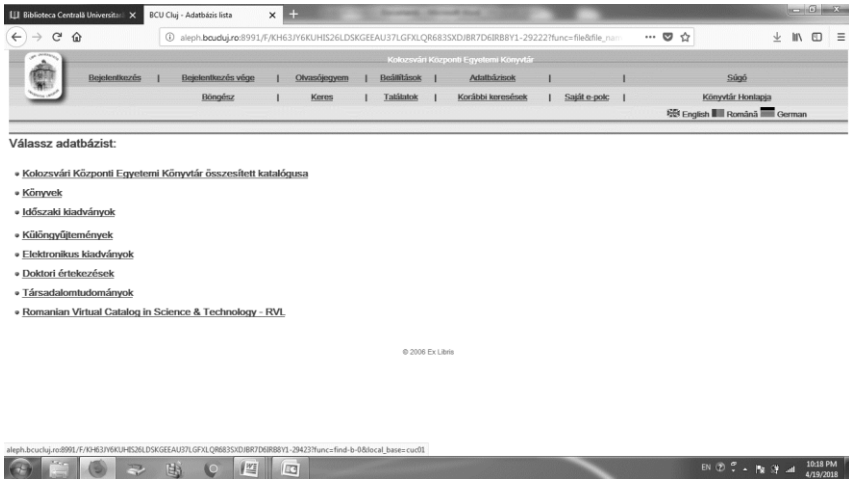 Biblioteca Centrală Universitară
BCU Cluj - Adatbázis lista
aleph.bcucluj.ro:8991/F/KH63JY6KUHIS26LDSKGEEAU37LGFXLQR683SXDJBR7D6IRB8Y1-29222?func=file&file_nam
Kolozsvári Központi Egyetemi Könyvtár
Bejelentkezés | Bejelentkezés vége | Olvasójegyem | Beállítások | Adatbázisok | | Súgó
Böngész | Keres | Találatok | Korábbi keresések | Saját e-polc | Könyvtár Honlapja
English Română German
Válassz adatbázist:
Kolozsvári Központi Egyetemi Könyvtár összesített katalógusa
Könyvek
Időszaki kiadványok
Különgyűjtemények
Elektronikus kiadványok
Doktori értekezések
Társadalomtudományok
Romanian Virtual Catalog in Science & Technology - RVL
© 2006 Ex Libris
aleph.bcucluj.ro:8991/F/KH63JY6KUHIS26LDSKGEEAU37LGFXLQR683SXDJBR7D6IRB8Y1-29423?func=find-b-0&local_base=cuc01
EN
10:18 PM
4/19/2018